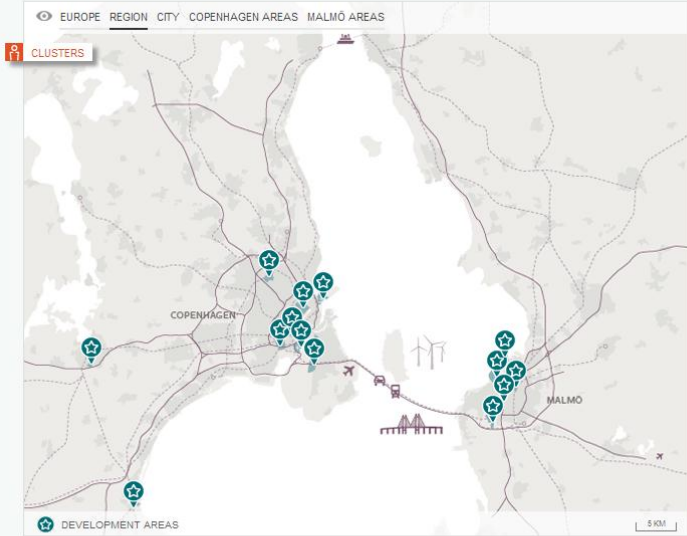 EUROPE REGION CITY COPENHAGEN AREAS MALMÖ AREAS
CLUSTERS
COPENHAGEN
MALMÖ
DEVELOPMENT AREAS
5 KM